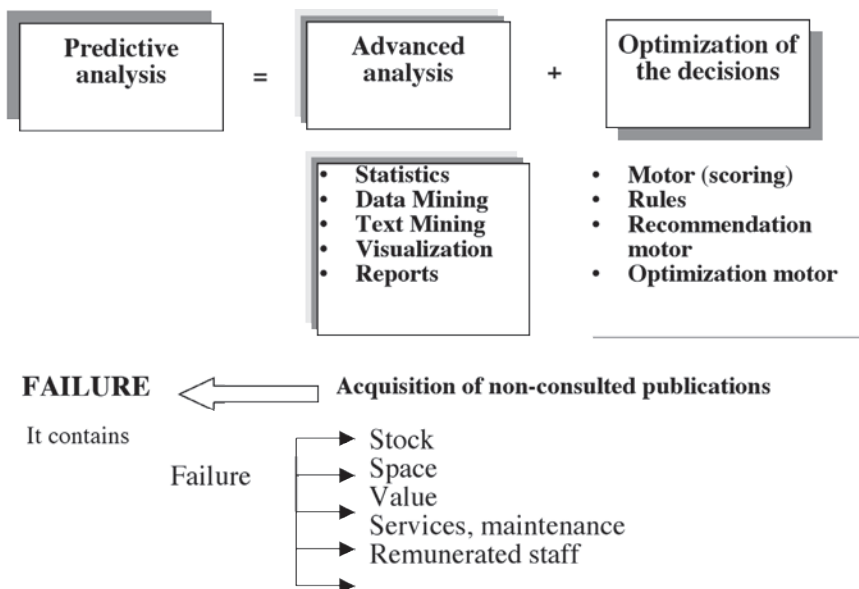 Predictive
analysis
=
Advanced
analysis
+
Optimization of
the decisions
• Statistics
• Data Mining
• Text Mining
• Visualization
• Reports
• Motor (scoring)
• Rules
• Recommendation
motor
• Optimization motor
FAILURE
Acquisition of non-consulted publications
It contains
Failure
Stock
Space
Value
Services, maintenance
Remunerated staff